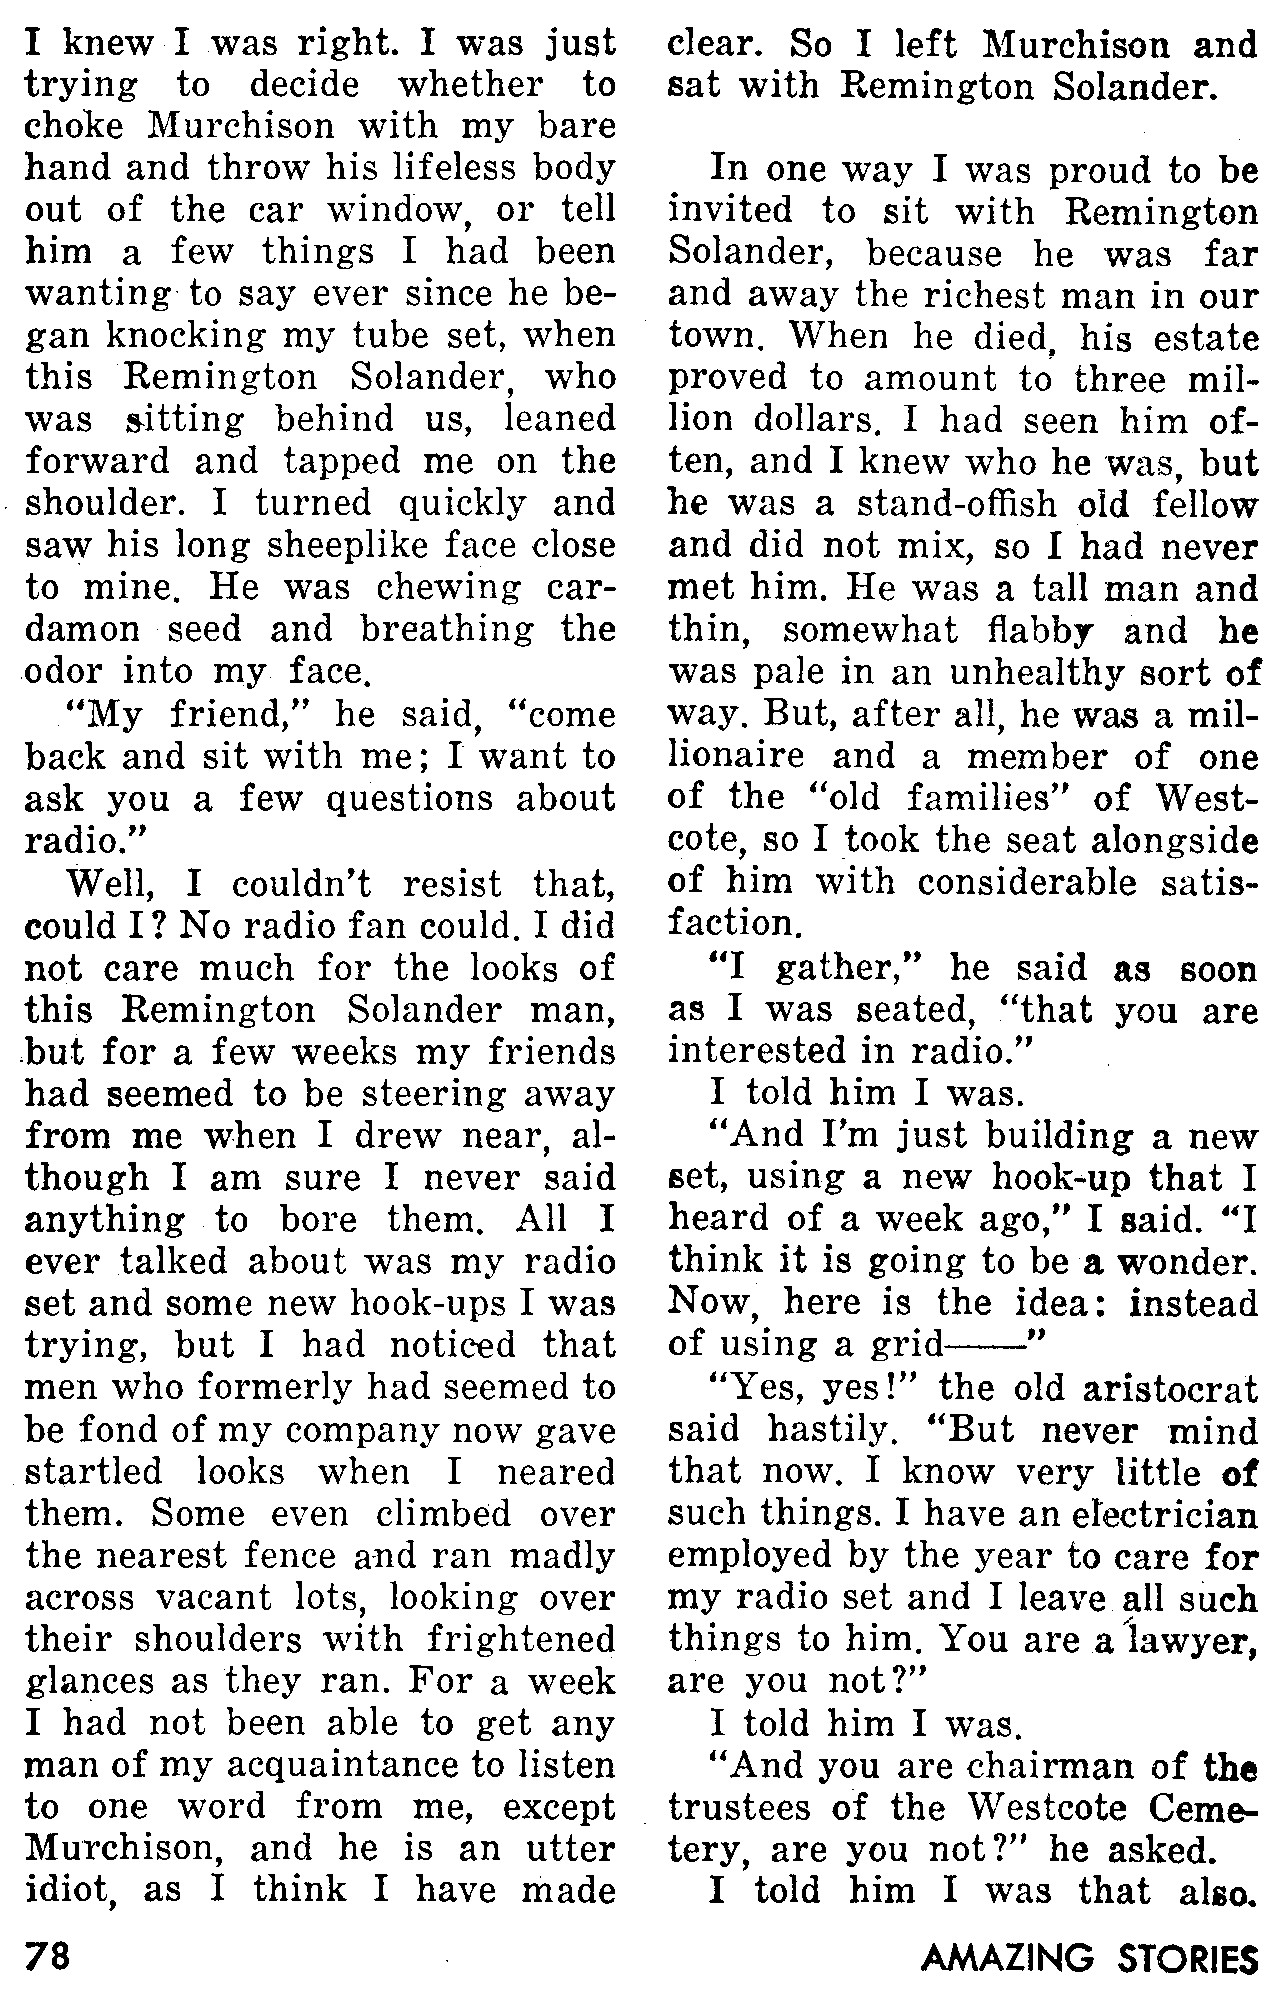 I knew I was right. I was just
trying to decide whether to
choke Murchison with my bare
hand and throw his lifeless body
out of the car window, or tell
him a few things I had been
wanting to say ever since he be-
gan knocking my tube set, when
this Remington Solander, who
was sitting behind us, leaned
forward and tapped me on the
shoulder. I turned quickly and
saw his long sheeplike face close
to mine. He was chewing car-
damon seed and breathing the
odor into my face.
“My friend,” he said, “come
back and sit with me; I want to
ask you a few questions about
radio.”
Well, I couldn't resist that,
could I? No radio fan could. I did
not care much for the looks of
this Remington Solander man,
but for a few weeks my friends
had seemed to be steering away
from me when I drew near, al-
though I am sure I never said
anything to bore them. All I
ever talked about was my radio
set and some new hook-ups I was
trying, but I had noticed that
men who formerly had seemed to
be fond of my company now gave
startled looks when I neared
them. Some even climbed over
the nearest fence and ran madly
across vacant lots, looking over
their shoulders with frightened
glances as they ran. For a week
I had not been able to get any
man of my acquaintance to listen
to one word from me, except
Murchison, and he is an utter
idiot, as I think I have made
clear. So I left Murchison and
sat with Remington Solander.
In one way I was proud to be
invited to sit with Remington
Solander, because he was far
and away the richest man in our
town. When he died, his estate
proved to amount to three mil-
lion dollars. I had seen him of-
ten, and I knew who he was, but
he was a stand-offish old fellow
and did not mix, so I had never
met him. He was a tall man and
thin, somewhat flabby and he
was pale in an unhealthy sort of
way. But, after all, he was a mil-
lionaire and a member of one
of the “old families” of West-
cote, so I took the seat alongside
of him with considerable satis-
faction.
“I gather,” he said as soon
as I was seated, “that you are
interested in radio.”
I told him I was.
“And I'm just building a new
set, using a new hook-up that I
heard of a week ago,” I said. “I
think it is going to be a wonder.
Now, here is the idea: instead
of using a grid——”
“Yes, yes!” the old aristocrat
said hastily. “But never mind
that now. I know very little of
such things. I have an electrician
employed by the year to care for
my radio set and I leave all such
things to him. You are a lawyer,
are you not?”
I told him I was.
“And you are chairman of the
trustees of the Westcote Ceme-
tery, are you not?” he asked.
I told him I was that also.
78 AMAZING STORIES